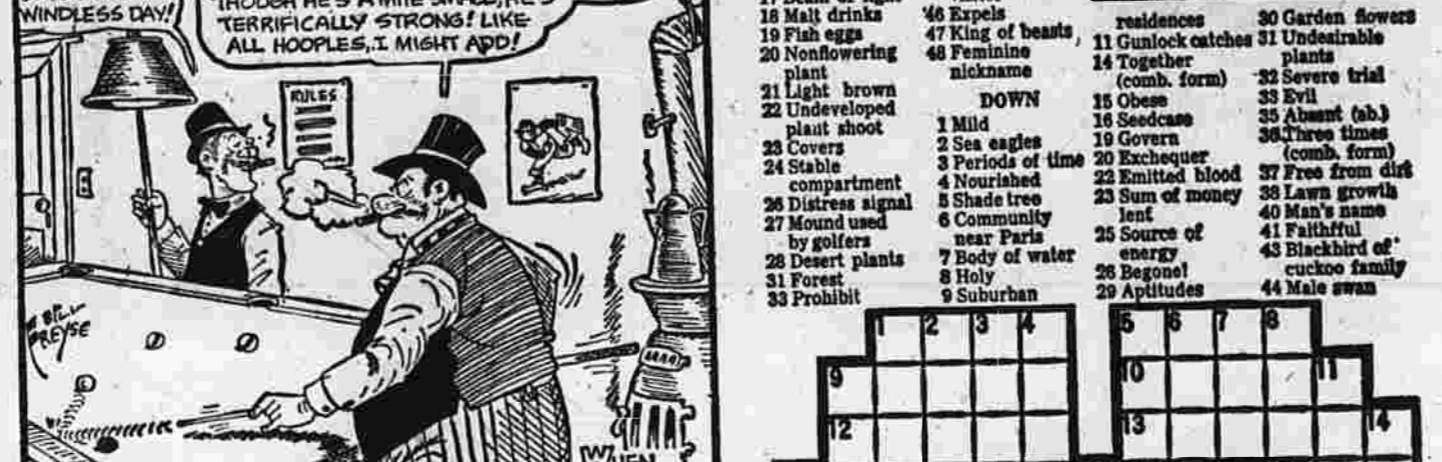 WINDLESS DAY!
TERRIFICALLY STRONG! LIKE
ALL HOOPLES, I MIGHT ADD!
RULES
BILL
FREYSE
18 Malt drinks
19 Fish eggs
20 Nonflowering
plant
21 Light brown
22 Undeveloped
plant shoot
23 Covers
24 Stable
compartment
26 Distress signal
27 Mound used
by golfers
28 Desert plants
31 Forest
33 Prohibit
46 Expels
47 King of beasts
48 Feminine
nickname
DOWN
1 Mild
2 Sea eagles
3 Periods of time
4 Nourished
5 Shade tree
6 Community
near Paris
7 Body of water
8 Holy
9 Suburban
residences
11 Gunlock catches
14 Together
(comb. form)
15 Obese
16 Seedcase
19 Govern
20 Exchequer
22 Emitted blood
23 Sum of money
lent
25 Source of
energy
26 Begone!
29 Aptitudes
30 Garden flowers
31 Undesirable
plants
32 Severe trial
33 Evil
35 Absent (ab.)
36 Three times
(comb. form)
37 Free from dirt
38 Lawn growth
40 Man's name
41 Faithfful
43 Blackbird of
cuckoo family
44 Male swan
1 2 3 4 5 6 7 8
9 10 11
12 13 14